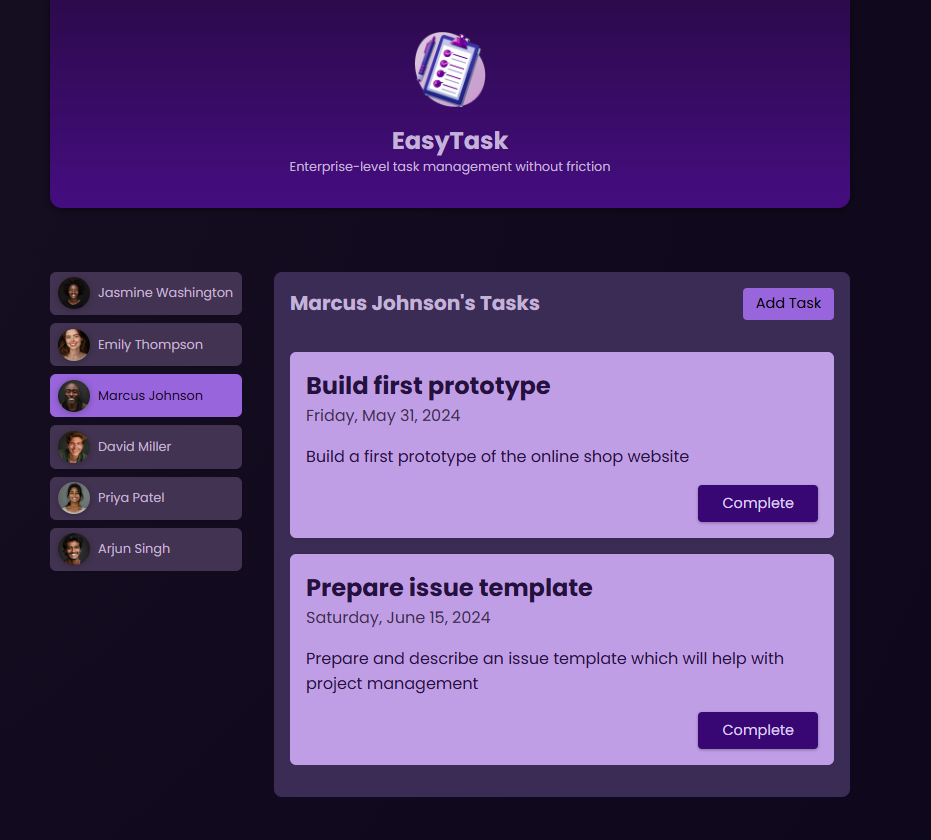 EasyTask
Enterprise-level task management without friction
Jasmine Washington
Emily Thompson
Marcus Johnson
David Miller
Priya Patel
Arjun Singh
Marcus Johnson's Tasks
Add Task
Build first prototype
Friday, May 31, 2024
Build a first prototype of the online shop website
Complete
Prepare issue template
Saturday, June 15, 2024
Prepare and describe an issue template which will help with
project management
Complete